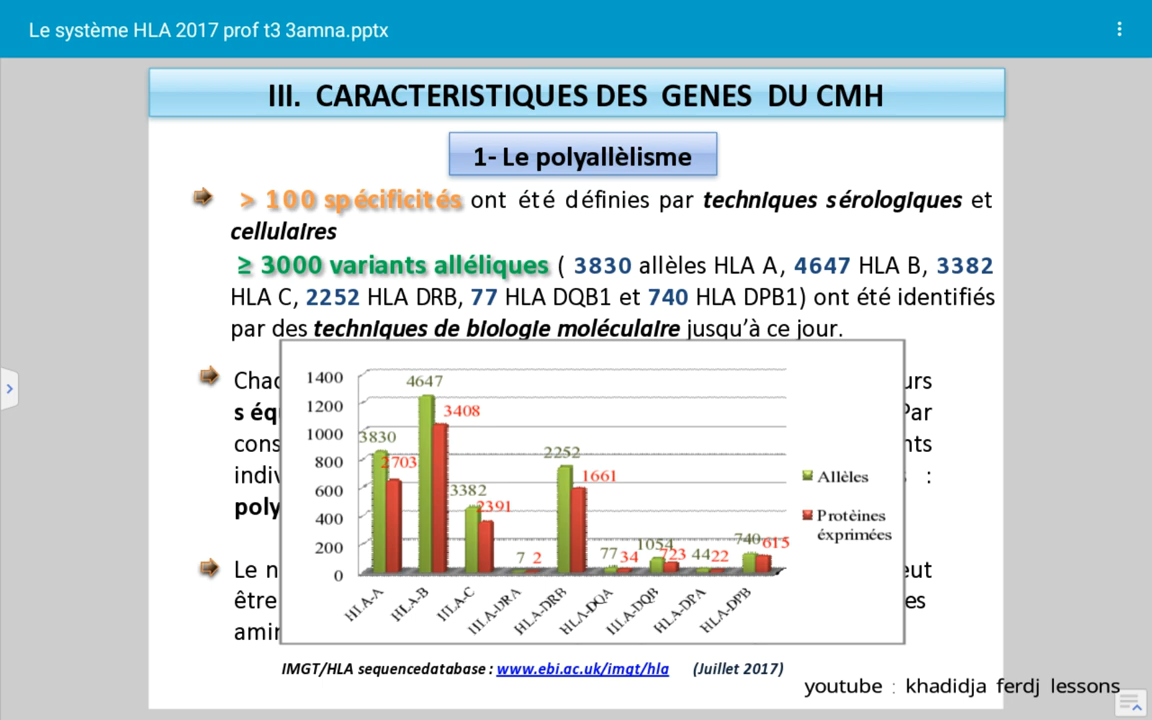 Le système HLA 2017 prof t3 3amna.pptx
III. CARACTERISTIQUES DES GENES DU CMH
1- Le polyallèlisme
> 100 spécificités ont été définies par techniques sérologiques et
cellulaires
≥ 3000 variants alléliques ( 3830 allèles HLA A, 4647 HLA B, 3382
HLA C, 2252 HLA DRB, 77 HLA DQB1 et 740 HLA DPB1) ont été identifiés
par des techniques de biologie moléculaire jusqu'à ce jour.
1400
1200
1000
800
600
400
200
0
3830
2703
4647
3408
3382
2391
7
2
2252
1661
77
34
1054
723
44
22
740
615
HLA-A
HLA-B
HLA-C
HLA-DRA
HLA-DRB
HLA-DQA
HLA-DQB
HLA-DPA
HLA-DPB
Allèles
Protèines
éxprimées
Le
être
:
IMGT/HLA sequencedatabase : www.ebi.ac.uk/imgt/hla (Juillet 2017)
youtube : khadidja ferdj lessons